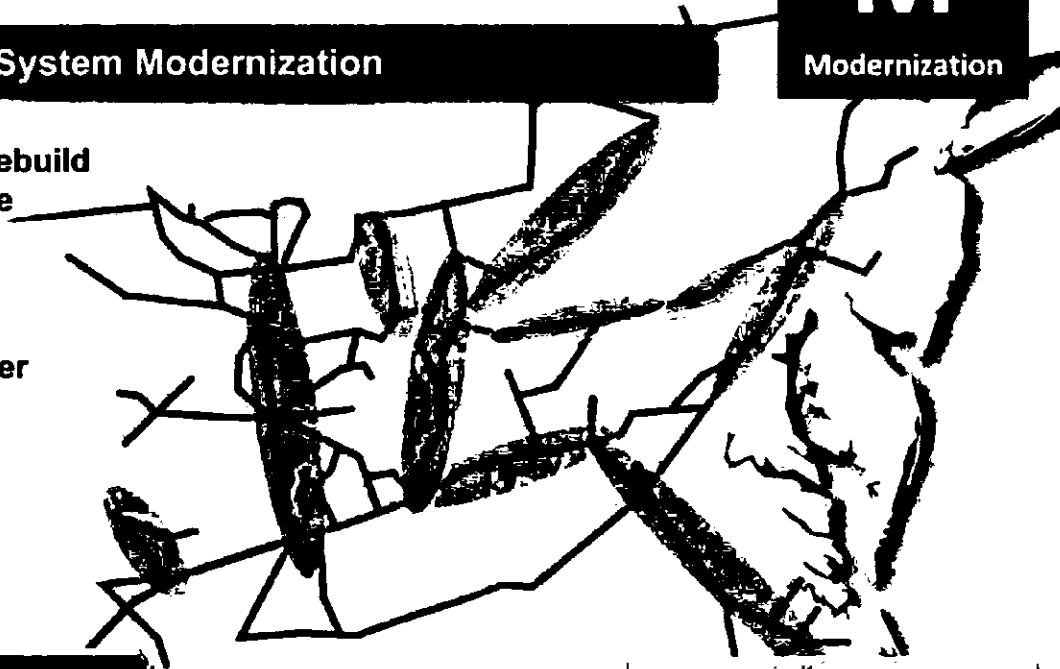 System Modernization
Modernization
ebuild
e
er